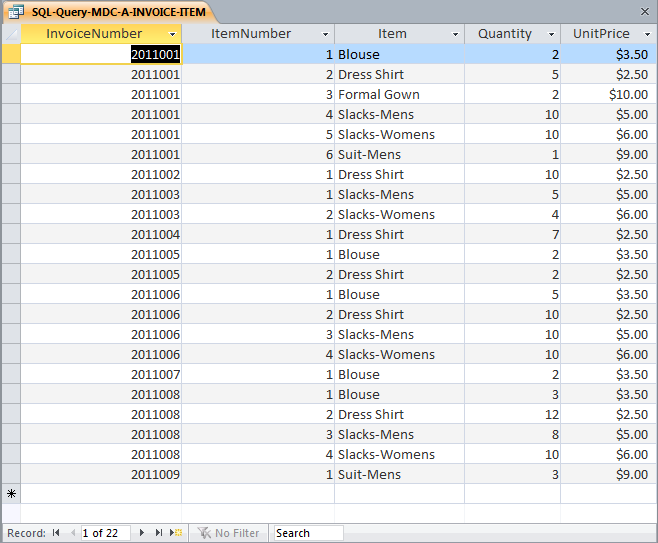 SQL-Query-MDC-A-INVOICE-ITEM
InvoiceNumber ItemNumber Item Quantity UnitPrice
2011001 1 Blouse 2 $3.50
2011001 2 Dress Shirt 5 $2.50
2011001 3 Formal Gown 2 $10.00
2011001 4 Slacks-Mens 10 $5.00
2011001 5 Slacks-Womens 10 $6.00
2011001 6 Suit-Mens 1 $9.00
2011002 1 Dress Shirt 10 $2.50
2011003 1 Slacks-Mens 5 $5.00
2011003 2 Slacks-Womens 4 $6.00
2011004 1 Dress Shirt 7 $2.50
2011005 1 Blouse 2 $3.50
2011005 2 Dress Shirt 2 $2.50
2011006 1 Blouse 5 $3.50
2011006 2 Dress Shirt 10 $2.50
2011006 3 Slacks-Mens 10 $5.00
2011006 4 Slacks-Womens 10 $6.00
2011007 1 Blouse 2 $3.50
2011008 1 Blouse 3 $3.50
2011008 2 Dress Shirt 12 $2.50
2011008 3 Slacks-Mens 8 $5.00
2011008 4 Slacks-Womens 10 $6.00
2011009 1 Suit-Mens 3 $9.00
Record: 1 of 22 No Filter Search